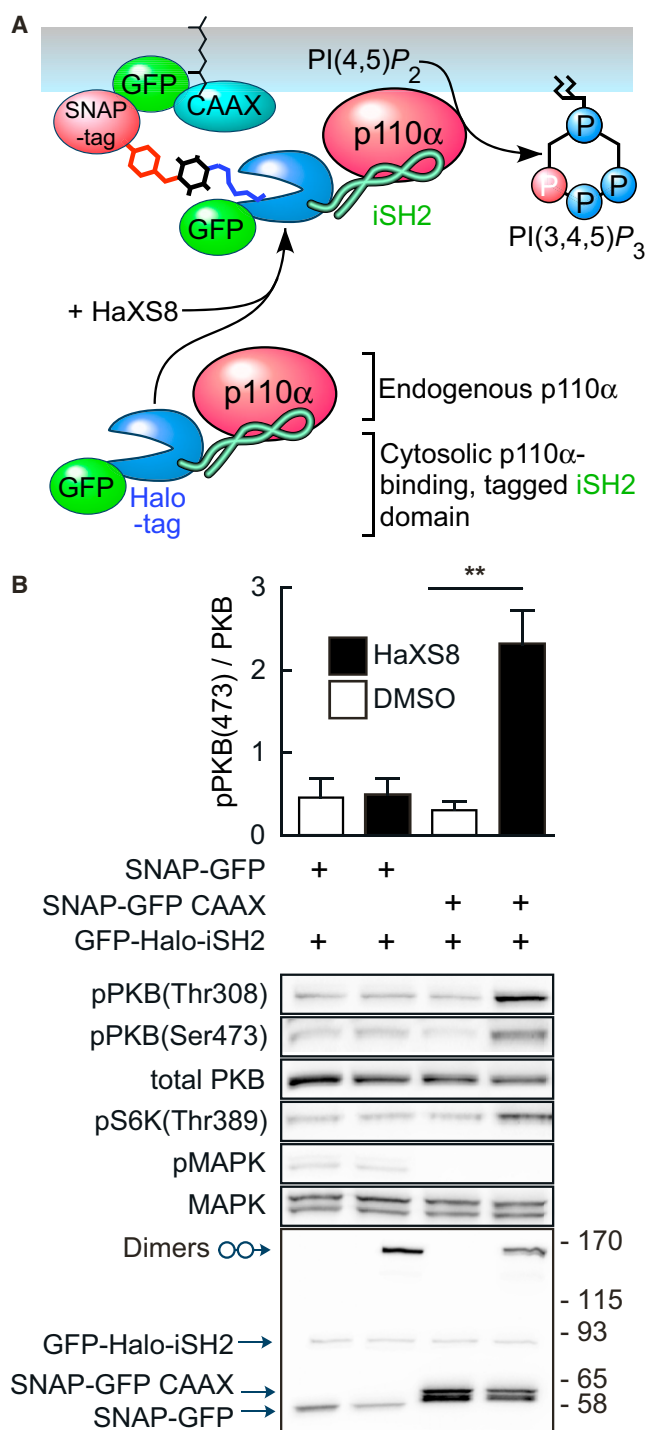 A
GFP
SNAP
-tag
CAAX
PI(4,5)P2
p110α
P
P
P
P
iSH2
GFP
PI(3,4,5)P3
+ HaXS8
p110α
Endogenous p110α
GFP
Halo
-tag
Cytosolic p110α-
binding, tagged iSH2
domain
B
pPKB(473) / PKB
3
2
1
0
**
HaXS8
DMSO
SNAP-GFP + +
SNAP-GFP CAAX + +
GFP-Halo-iSH2 + + + +
pPKB(Thr308)
pPKB(Ser473)
total PKB
pS6K(Thr389)
pMAPK
MAPK
Dimers
- 170
- 115
GFP-Halo-iSH2
- 93
SNAP-GFP CAAX
- 65
SNAP-GFP
- 58